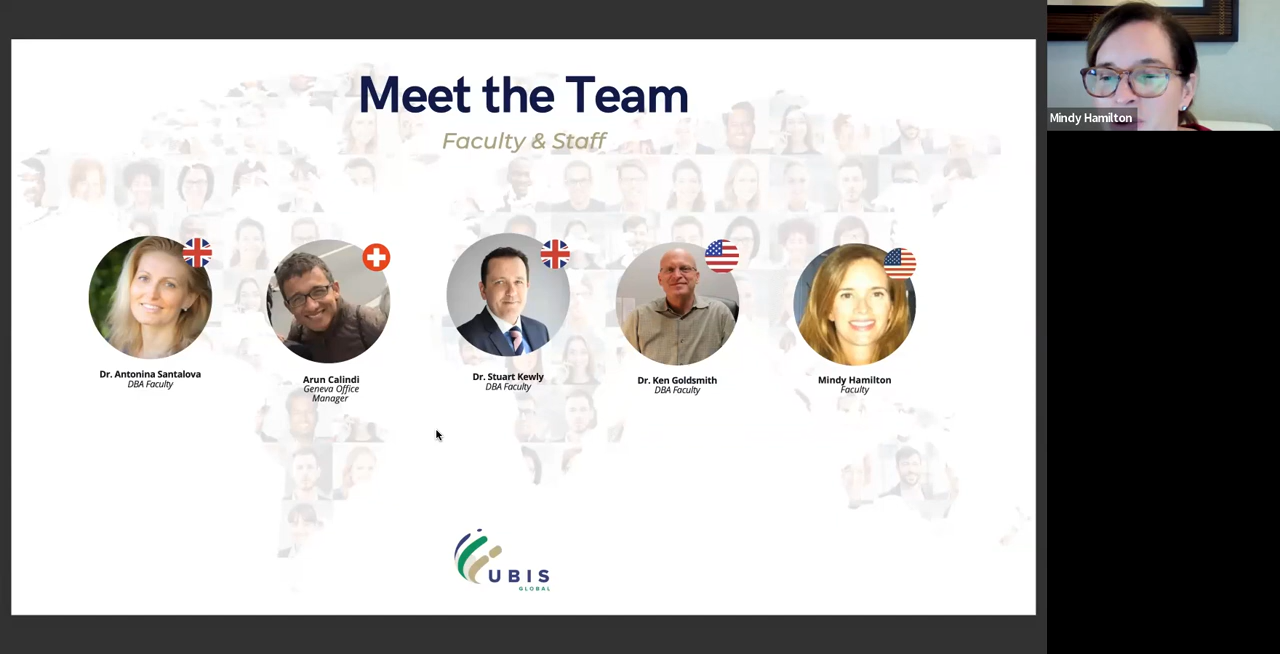 Meet the Team
Faculty & Staff
Dr. Antonina Santalova
DBA Faculty
Arun Calindi
Geneva Office
Manager
Dr. Stuart Kewly
DBA Faculty
Dr. Ken Goldsmith
DBA Faculty
Mindy Hamilton
Faculty
UBIS
GLOBAL
Mindy Hamilton